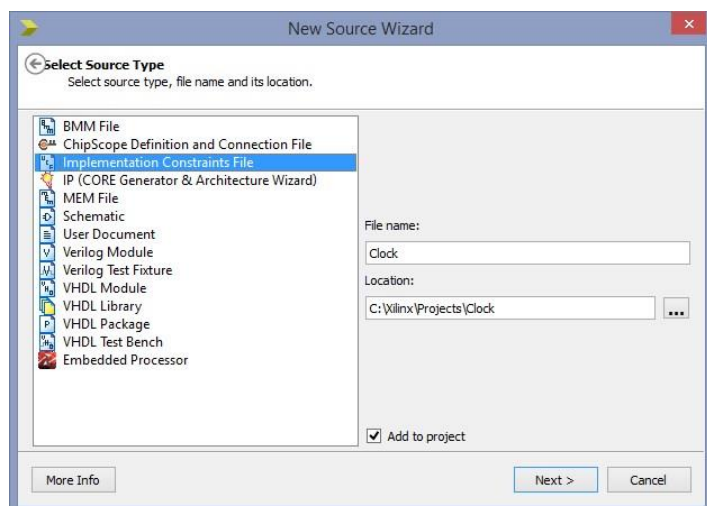 New Source Wizard
Select Source Type
Select source type, file name and its location.
BMM File
ChipScope Definition and Connection File
Implementation Constraints File
IP (CORE Generator & Architecture Wizard)
MEM File
Schematic
User Document
Verilog Module
Verilog Test Fixture
VHDL Module
VHDL Library
VHDL Package
VHDL Test Bench
Embedded Processor
File name:
Clock
Location:
C:\Xilinx\Projects\Clock
...
Add to project
More Info
Next >
Cancel